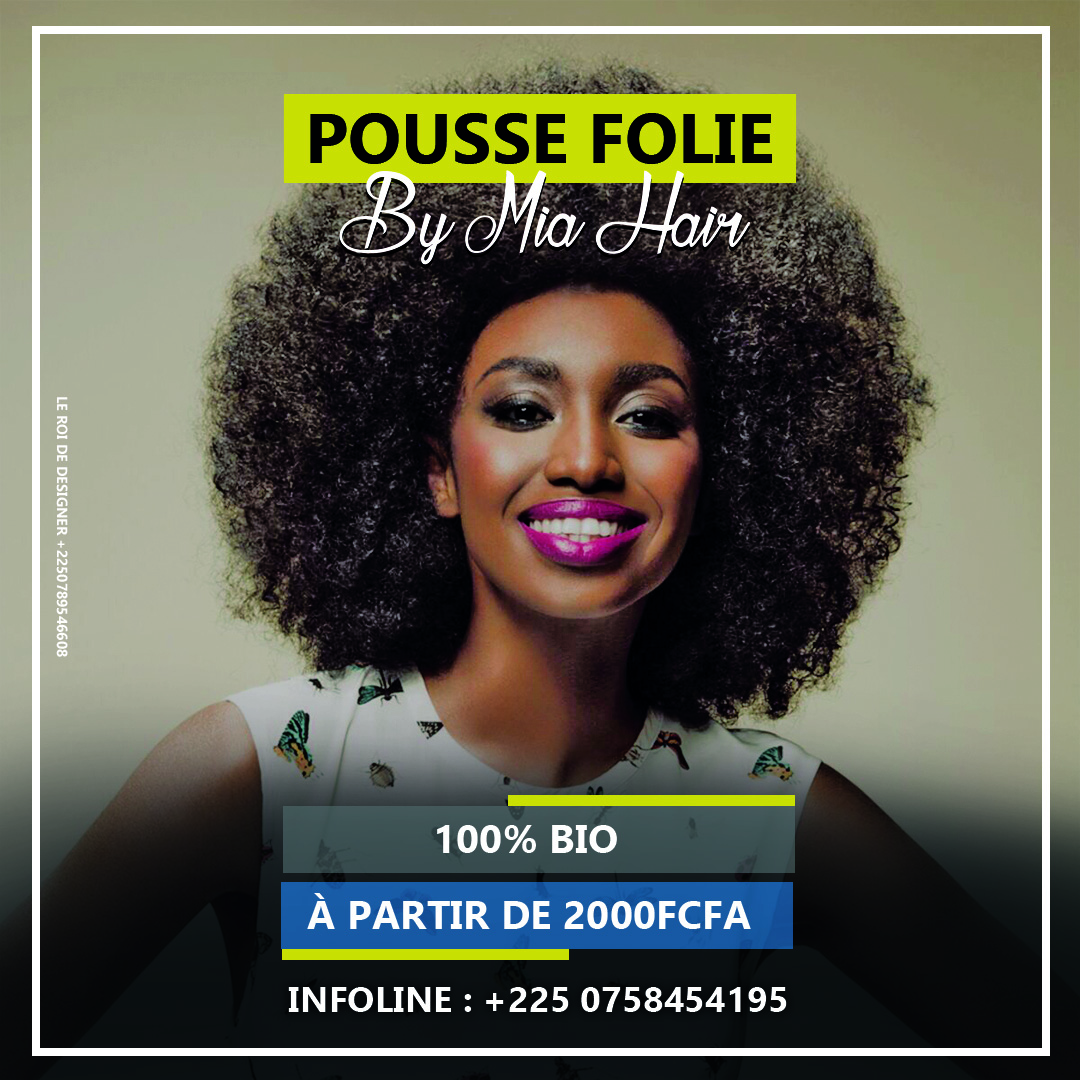 POUSSE FOLIE
By Mia Hair
LE ROI DE DESIGNER +2250789546608
100% BIO
À PARTIR DE 2000FCFA
INFOLINE : +225 0758454195